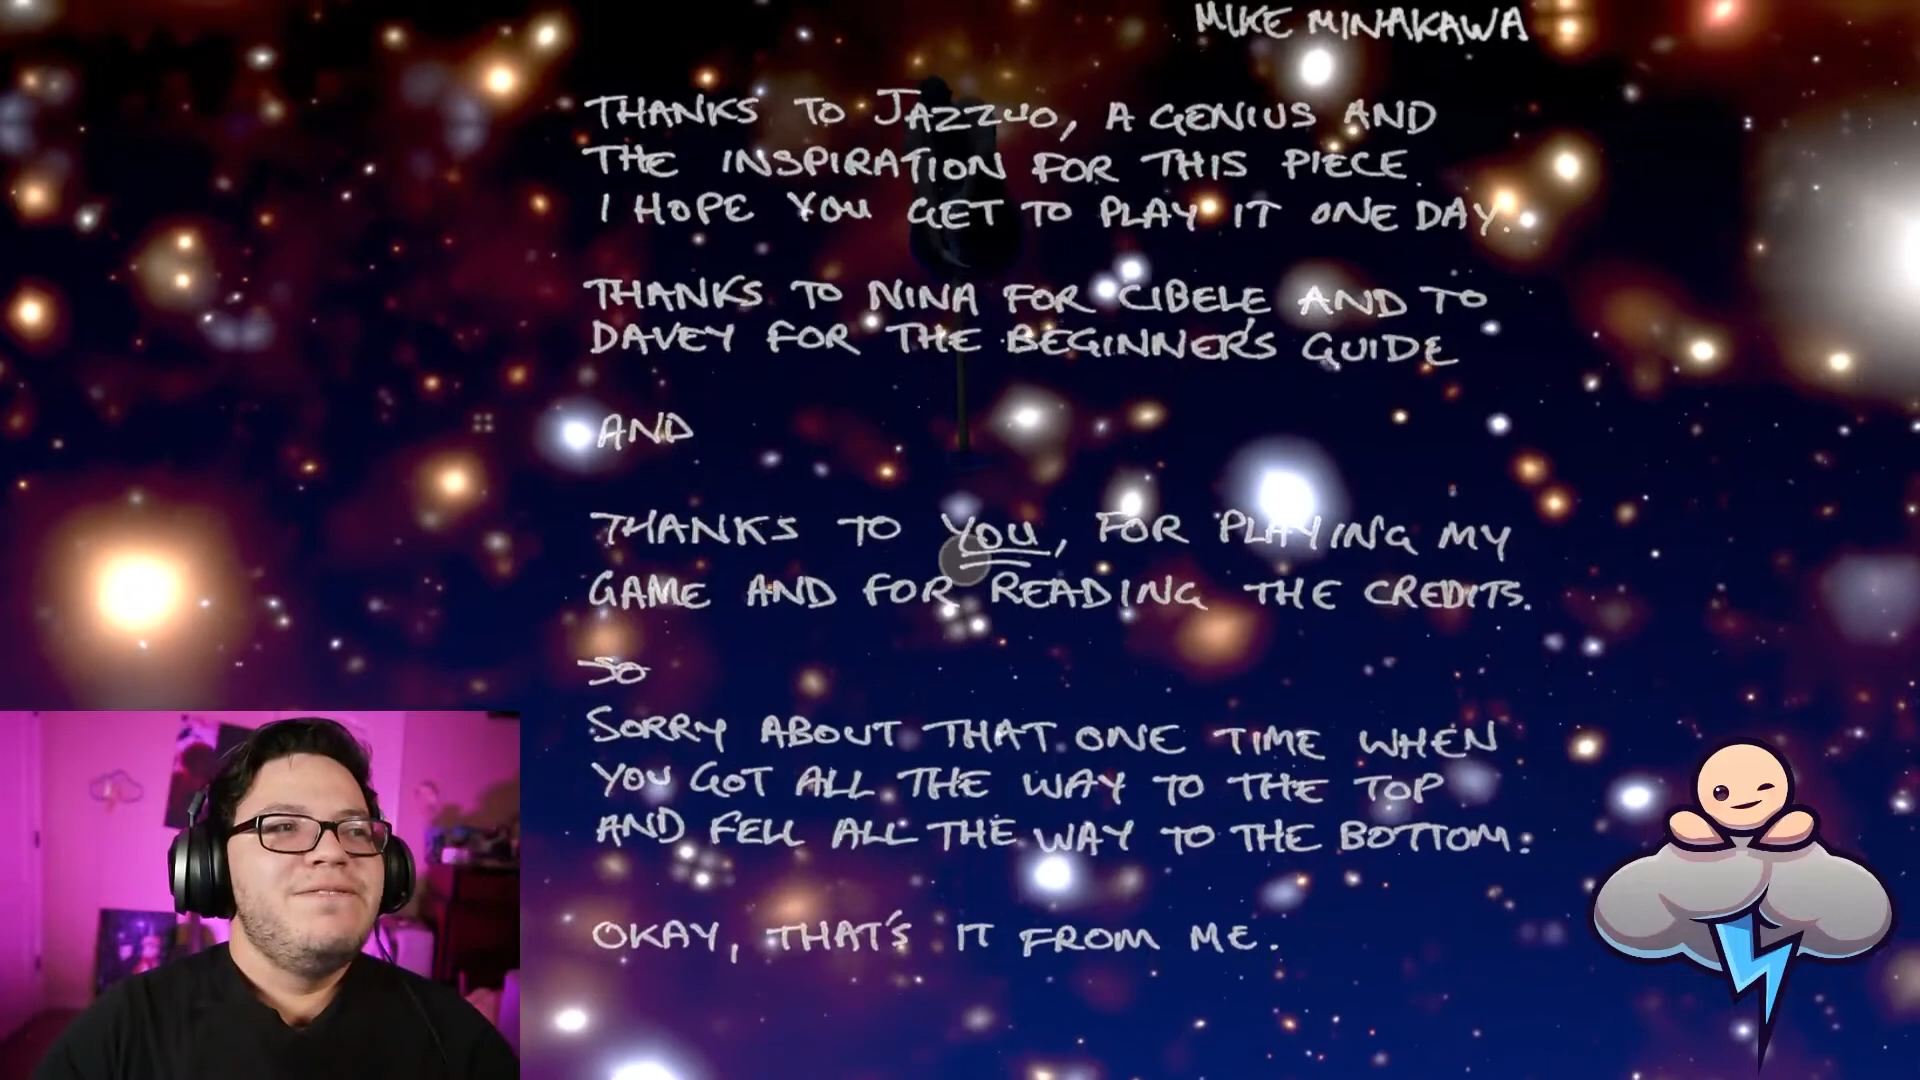 MIKE MINAKAWA
THANKS TO JAZZUO, A GENIUS AND
THE INSPIRATION FOR THIS PIECE.
I HOPE YOU GET TO PLAY IT ONE DAY.
THANKS TO NINA FOR CIBELE AND TO
DAVEY FOR THE BEGINNER'S GUIDE
AND
THANKS TO YOU, FOR PLAYING MY
GAME AND FOR READING THE CREDITS.
SO
SORRY ABOUT THAT ONE TIME WHEN
YOU GOT ALL THE WAY TO THE TOP
AND FELL ALL THE WAY TO THE BOTTOM.
OKAY, THAT'S IT FROM ME.